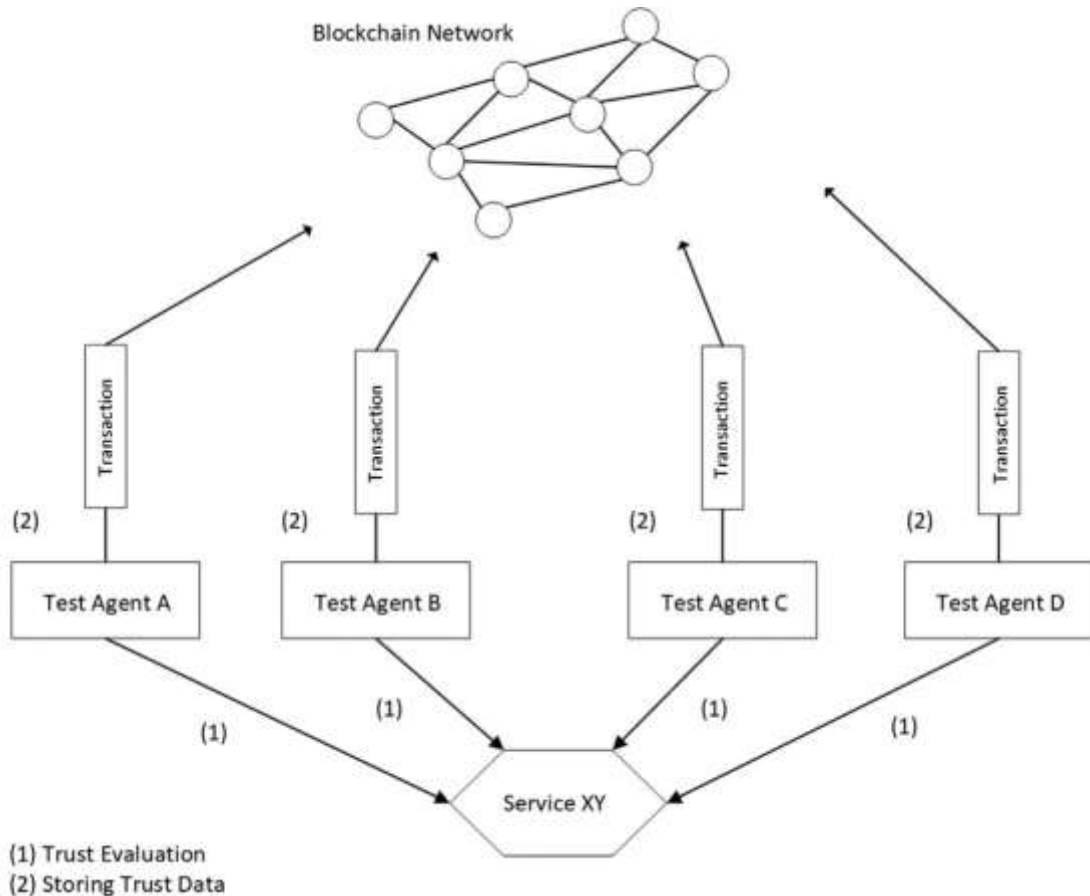 Blockchain Network
Transaction
Transaction
Transaction
Transaction
(2)
(2)
(2)
(2)
Test Agent A
Test Agent B
Test Agent C
Test Agent D
(1)
(1)
(1)
(1)
Service XY
(1) Trust Evaluation
(2) Storing Trust Data